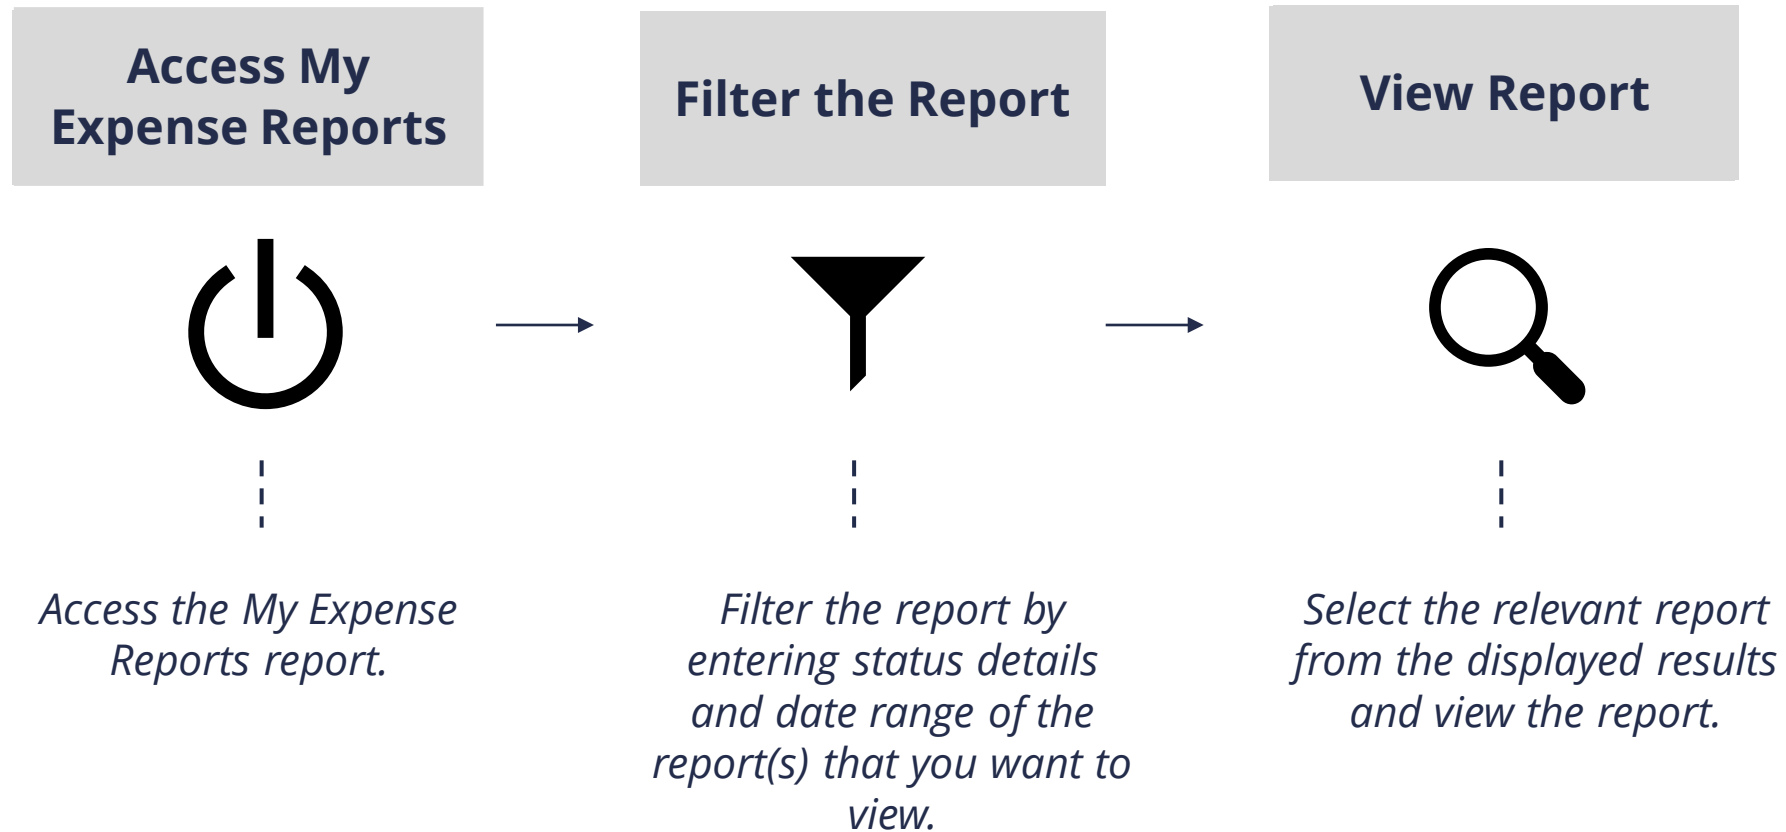 Access My
Expense Reports
Filter the Report
View Report
Access the My Expense
Reports report.
Filter the report by
entering status details
and date range of the
report(s) that you want to
view.
Select the relevant report
from the displayed results
and view the report.